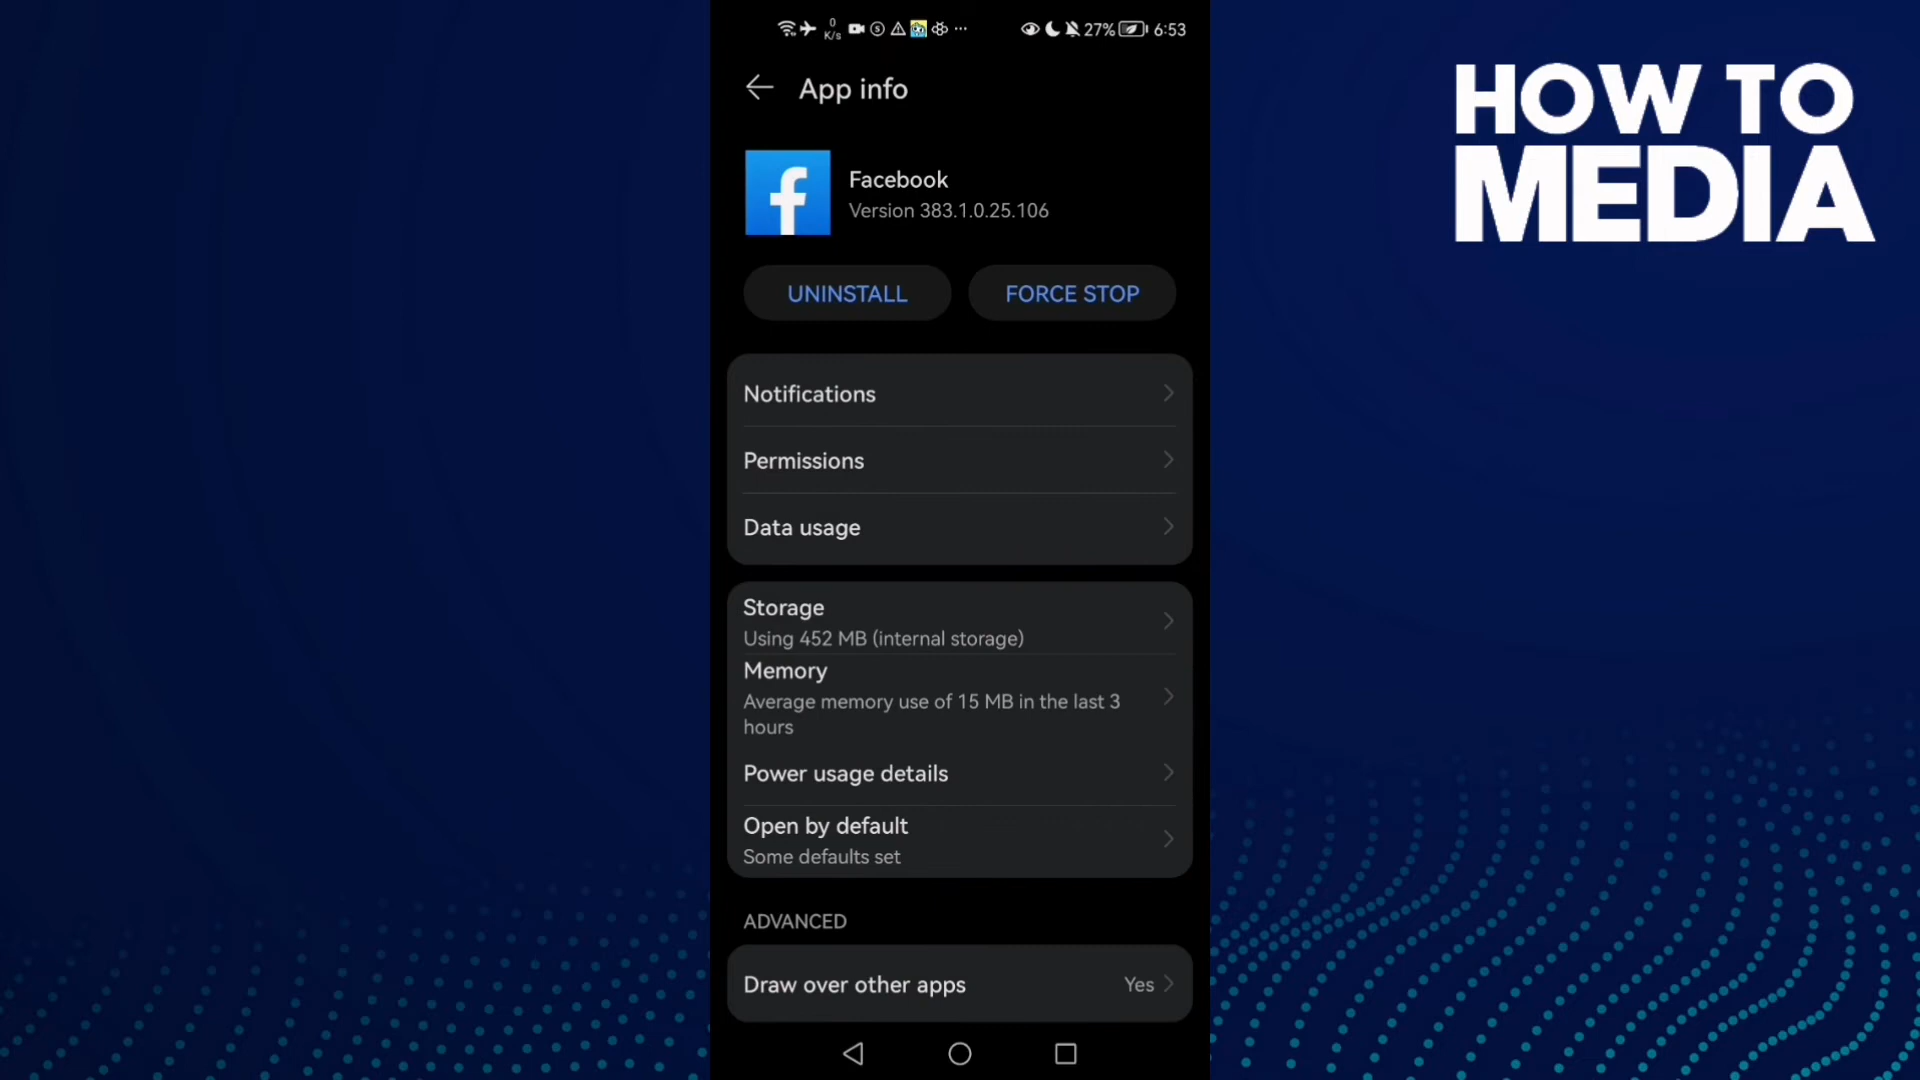 0
K/s
27%
6:53
App info
HOW TO
MEDIA
Facebook
Version 383.1.0.25.106
UNINSTALL
FORCE STOP
Notifications
Permissions
Data usage
Storage
Using 452 MB (internal storage)
Memory
Average memory use of 15 MB in the last 3
hours
Power usage details
Open by default
Some defaults set
ADVANCED
Draw over other apps
Yes